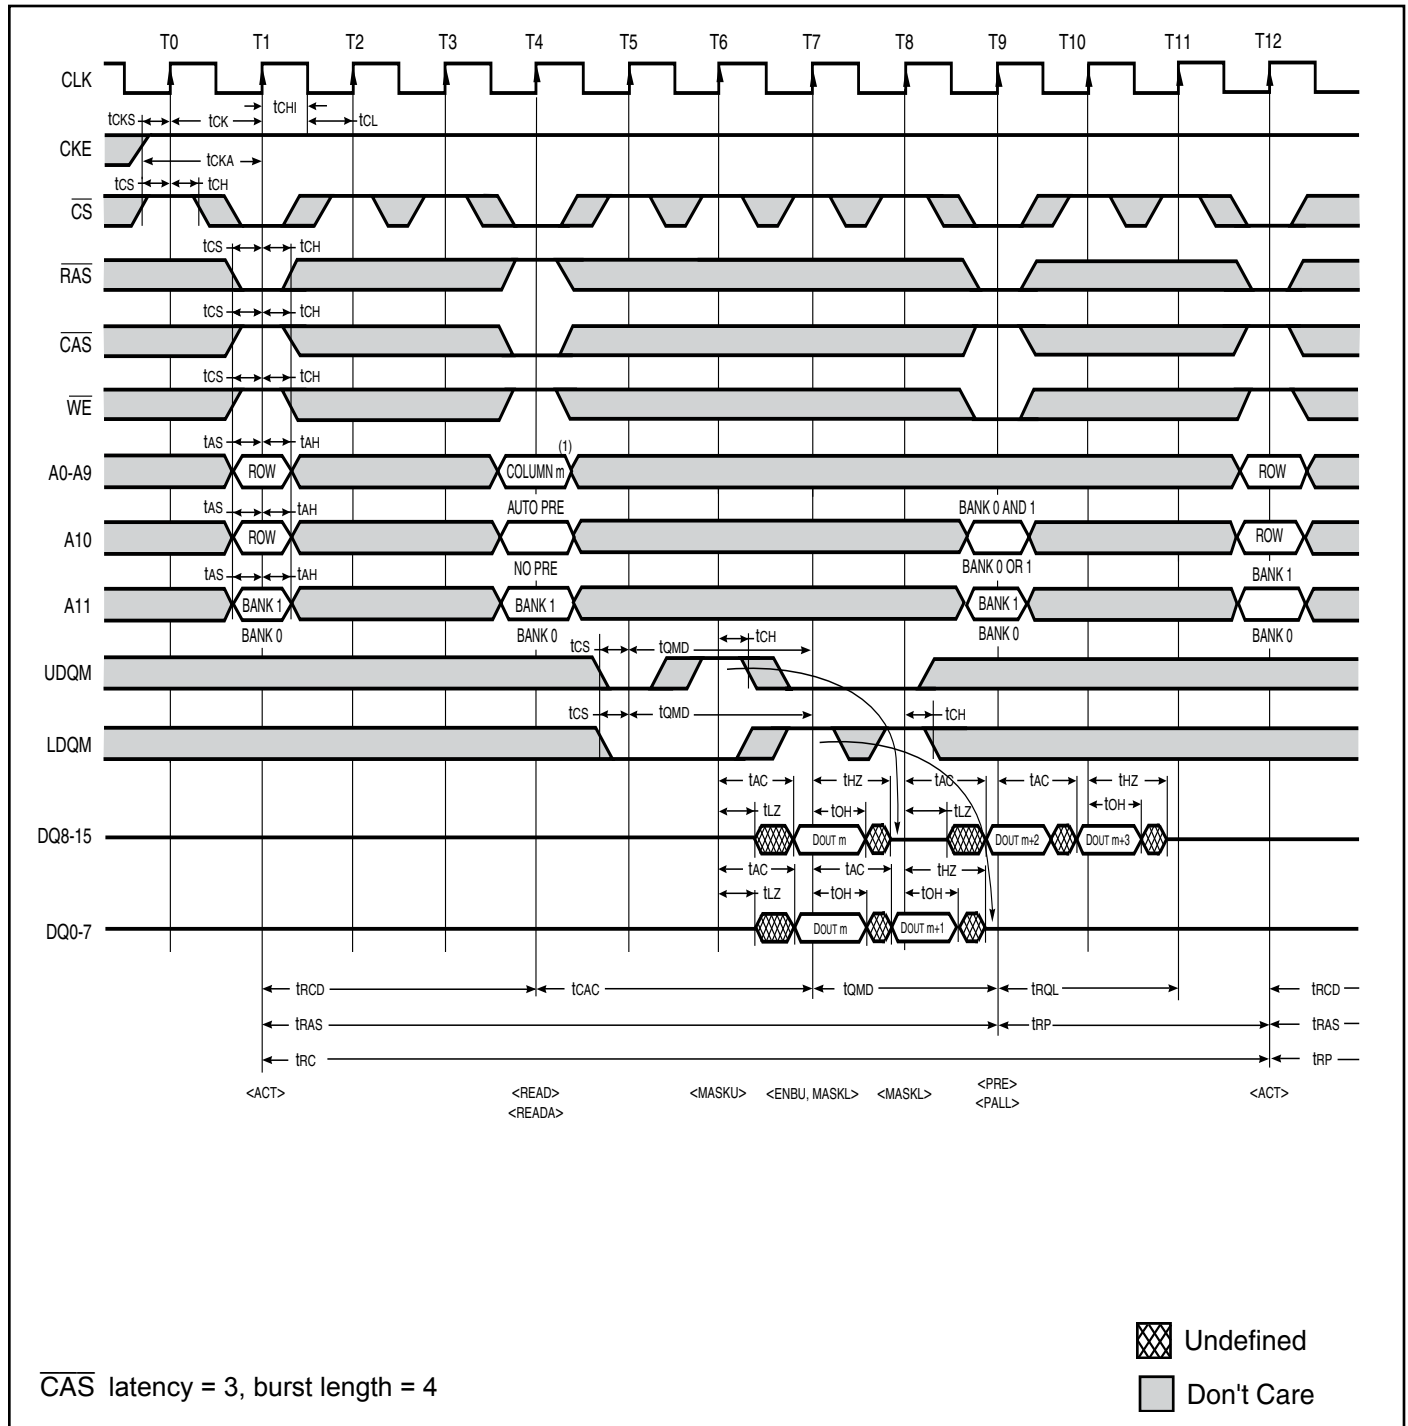 T0 T1 T2 T3 T4 T5 T6 T7 T8 T9 T10 T11 T12
CLK
tCHI
tCKS tCK tCL
CKE
tCKA
tCS tCH
CS
tCS tCH
RAS
tCS tCH
CAS
tCS tCH
WE
tAS tAH (1)
A0-A9 ROW COLUMN m ROW
tAS tAH AUTO PRE BANK 0 AND 1
A10 ROW ROW
NO PRE BANK 0 OR 1
tAS tAH BANK 1
A11 BANK 1 BANK 1 BANK 1
BANK 0 BANK 0 BANK 0 BANK 0
tCS tQMD tCH
UDQM
tCS tQMD tCH
LDQM
tAC tHZ tAC tAC tHZ
tLZ tOH tLZ tOH
DQ8-15 DOUT m DOUT m+2 DOUT m+3
tAC tAC tHZ
tLZ tOH tOH
DQ0-7 DOUT m DOUT m+1
tRCD tCAC tQMD tRQL tRCD
tRAS tRP tRAS
tRC tRP
<ACT> <READ> <MASKU> <ENBU, MASKL> <MASKL> <PRE> <ACT>
<READA> <PALL>
Undefined
CAS latency = 3, burst length = 4
Don't Care